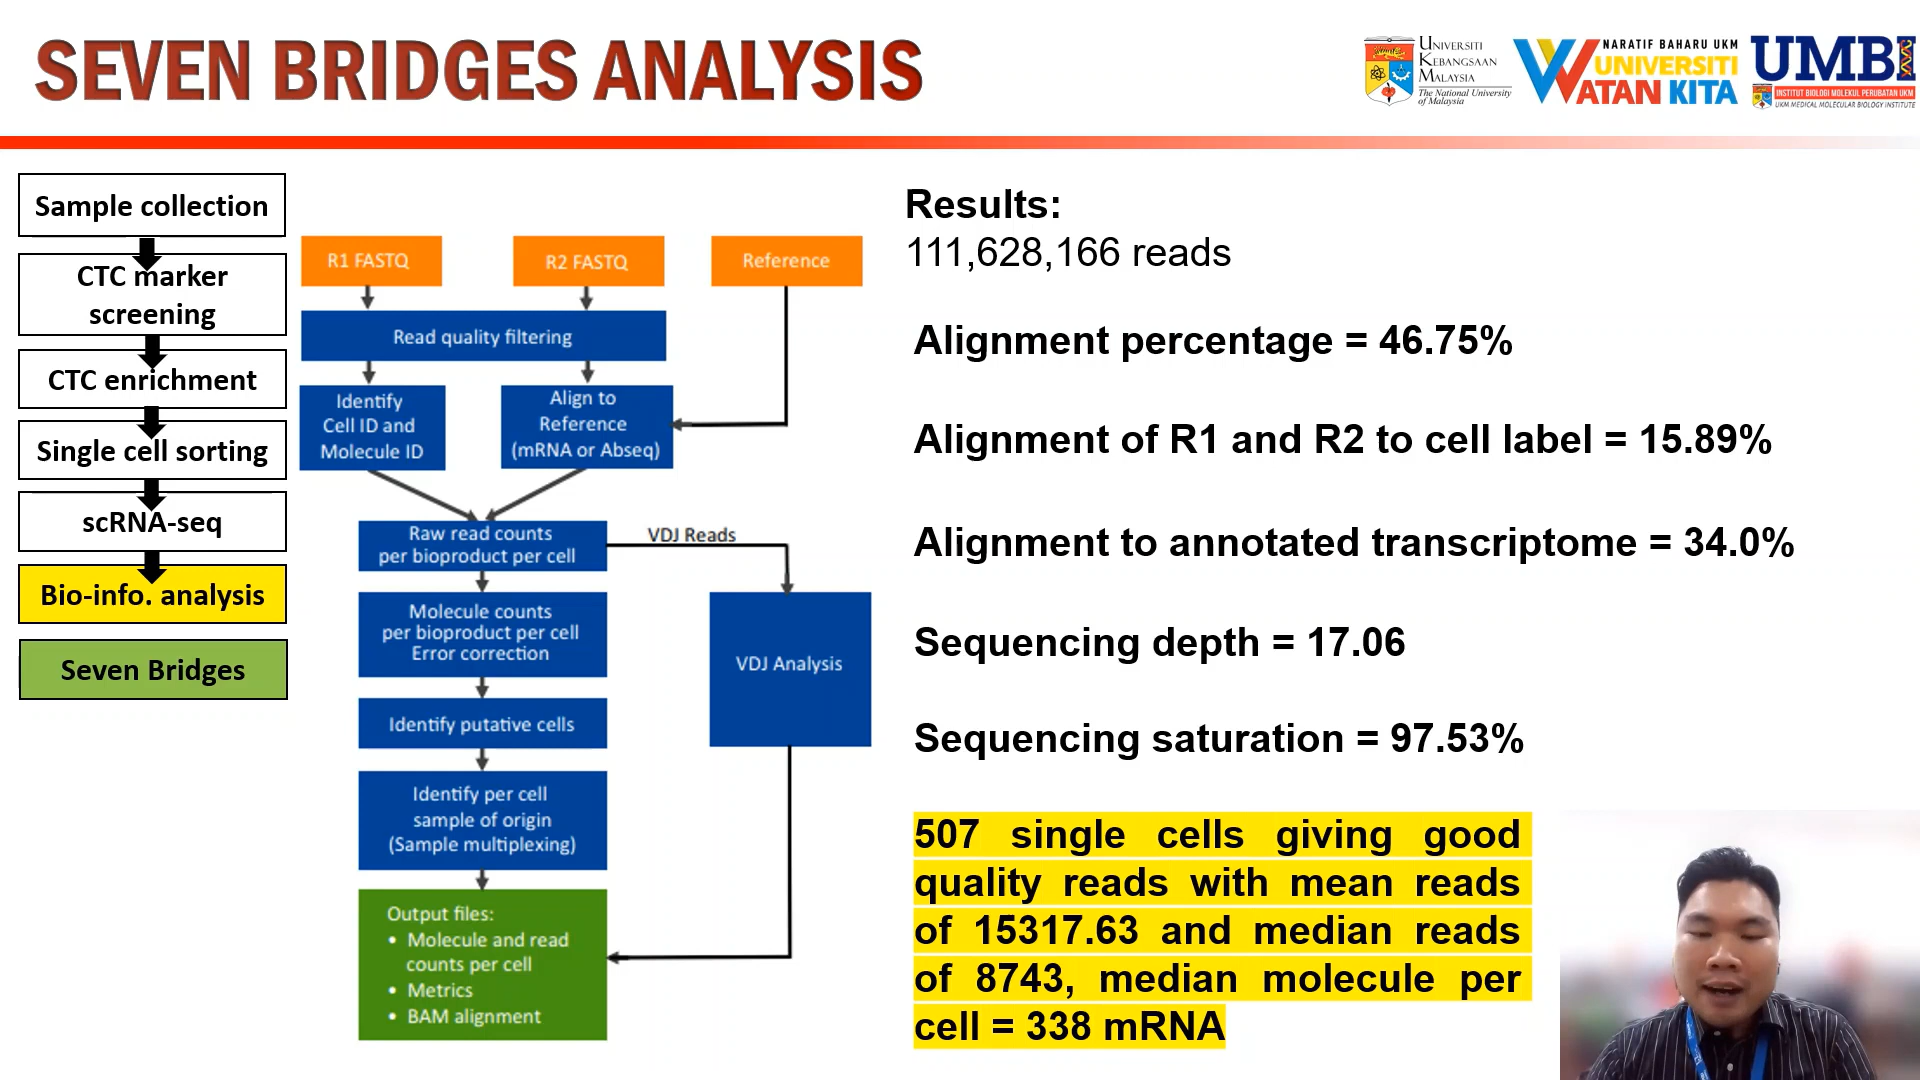 SEVEN BRIDGES ANALYSIS
UNIVERSITI
KEBANGSAAN
MALAYSIA
The National University
of Malaysia
NARATIF BAHARU UKM
UNIVERSITI
WATAN KITA
UMBI
INSTITUT BIOLOGI MOLEKUL PERUBATAN UKM
UKM MEDICAL MOLECULAR BIOLOGY INSTITUTE
Sample collection
CTC marker
screening
CTC enrichment
Single cell sorting
scRNA-seq
Bio-info. analysis
Seven Bridges
R1 FASTQ
R2 FASTQ
Reference
Read quality filtering
Identify
Cell ID and
Molecule ID
Align to
Reference
(mRNA or Abseq)
Raw read counts
per bioproduct per cell
VDJ Reads
Molecule counts
per bioproduct per cell
Error correction
VDJ Analysis
Identify putative cells
Identify per cell
sample of origin
(Sample multiplexing)
Output files:
• Molecule and read
counts per cell
• Metrics
• BAM alignment
Results:
111,628,166 reads
Alignment percentage = 46.75%
Alignment of R1 and R2 to cell label = 15.89%
Alignment to annotated transcriptome = 34.0%
Sequencing depth = 17.06
Sequencing saturation = 97.53%
507 single cells giving good
quality reads with mean reads
of 15317.63 and median reads
of 8743, median molecule per
cell = 338 mRNA